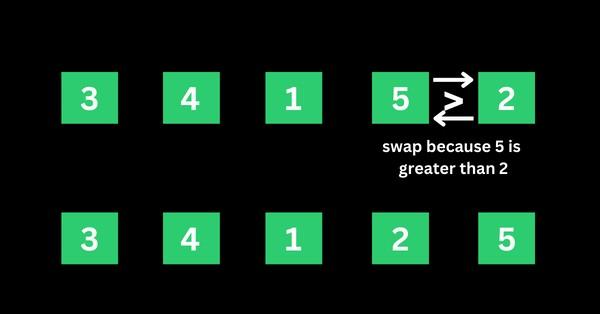 3 4 1 5 > 2
swap because 5 is
greater than 2
3 4 1 2 5